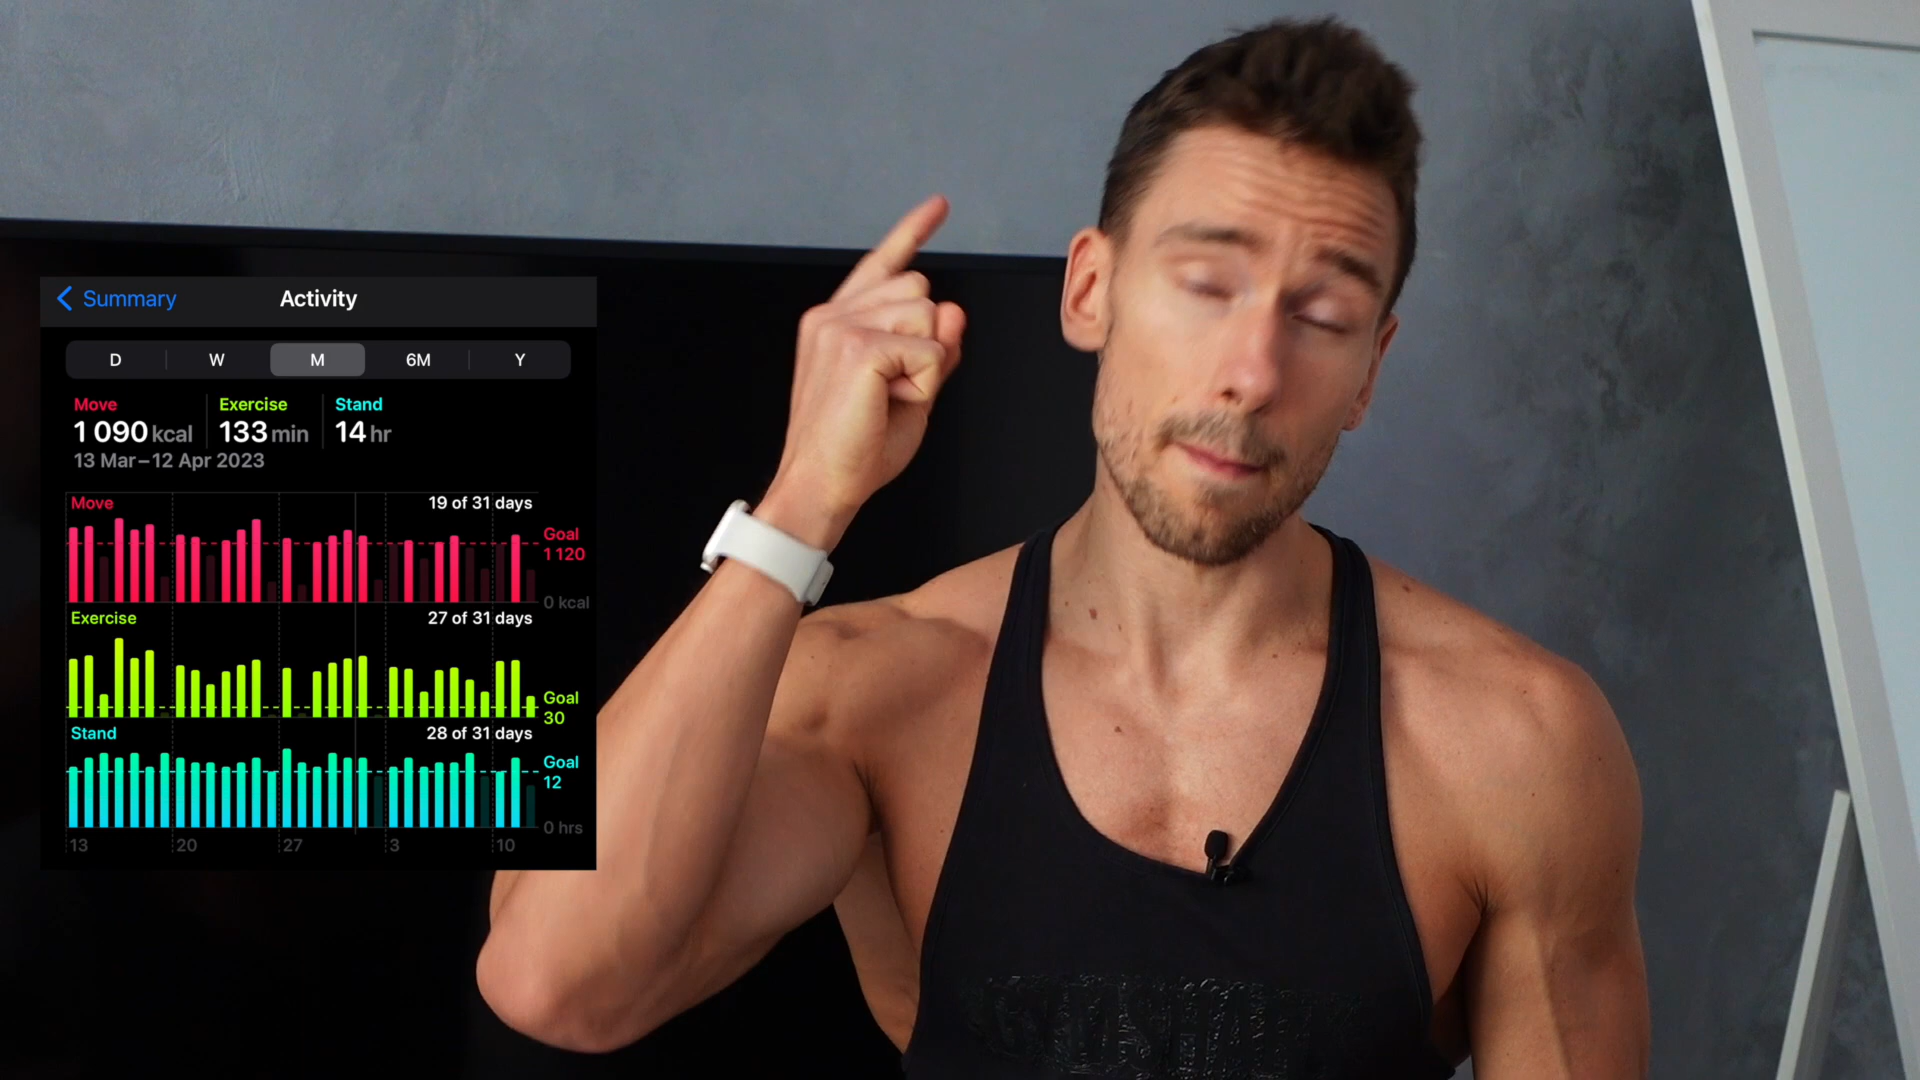 Summary
Activity
D W M 6M Y
Move Exercise Stand
1 090 kcal 133 min 14 hr
13 Mar–12 Apr 2023
Move 19 of 31 days
Goal
1 120
0 kcal
Exercise 27 of 31 days
Goal
30
Stand 28 of 31 days
Goal
12
0 hrs
13 20 27 3 10
GYMSHARK